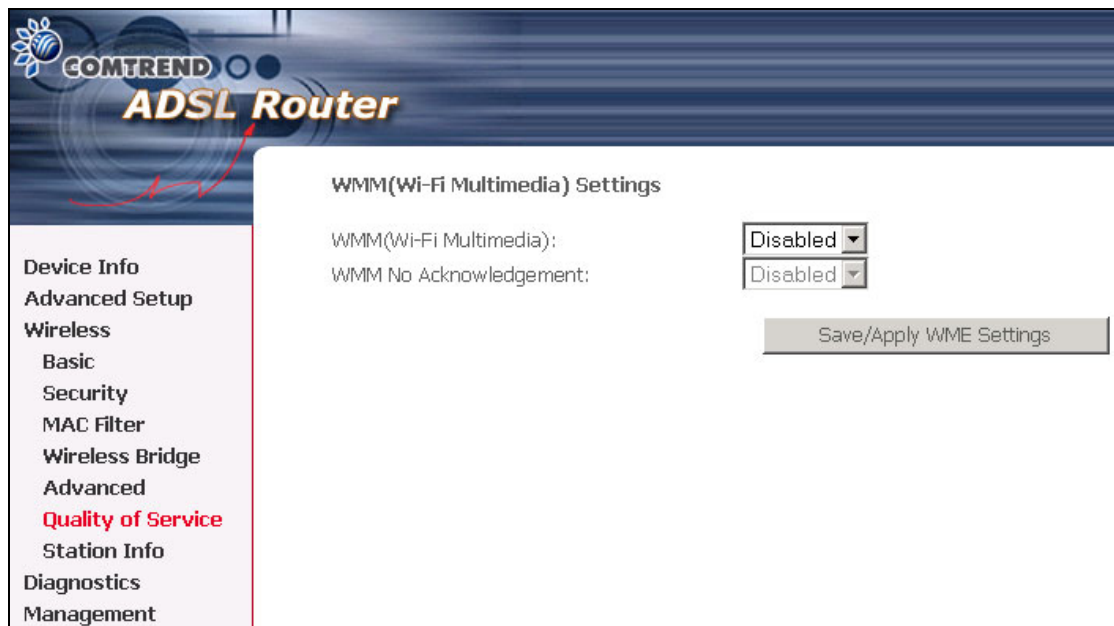 COMTREND
ADSL Router
WMM(Wi-Fi Multimedia) Settings
WMM(Wi-Fi Multimedia): Disabled
WMM No Acknowledgement: Disabled
Save/Apply WME Settings
Device Info
Advanced Setup
Wireless
Basic
Security
MAC Filter
Wireless Bridge
Advanced
Quality of Service
Station Info
Diagnostics
Management